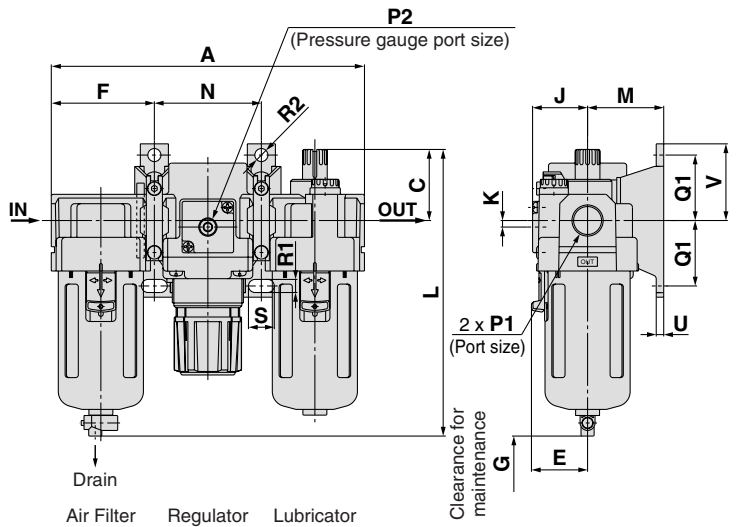 P2
(Pressure gauge port size)
A
F
N
R2
J
M
C
K
Q1
V
IN
OUT
R1
L
Q1
S
OUT
2 x P1
(Port size)
U
Clearance for
maintenance
G
E
Drain
Air Filter
Regulator
Lubricator